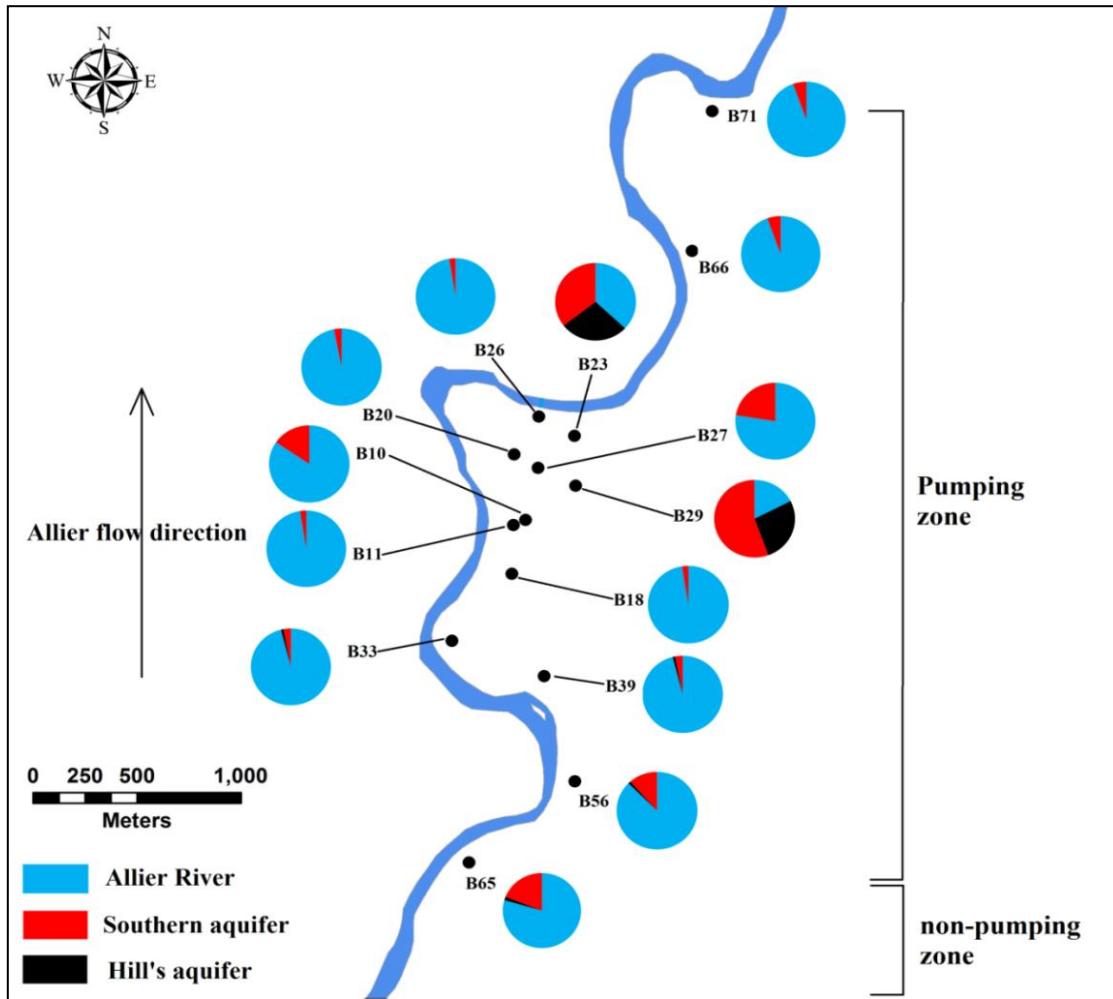 N
W E
S
B71
B66
B26
B23
B20
B27
B10
Pumping
zone
B29
Allier flow direction
B11
B18
B33
B39
0 250 500 1,000
Meters
B56
B65
Allier River
Southern aquifer
Hill's aquifer
non-pumping
zone